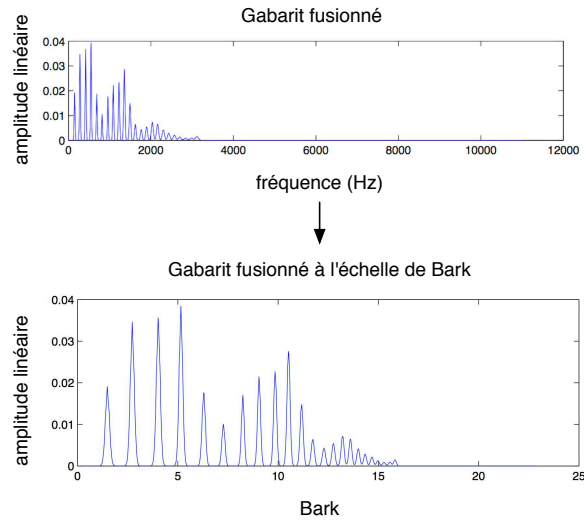 Gabarit fusionné
amplitude linéaire
0.04
0.03
0.02
0.01
0
0 2000 4000 6000 8000 10000 12000
fréquence (Hz)
Gabarit fusionné à l'échelle de Bark
amplitude linéaire
0.04
0.03
0.02
0.01
0
0 5 10 15 20 25
Bark